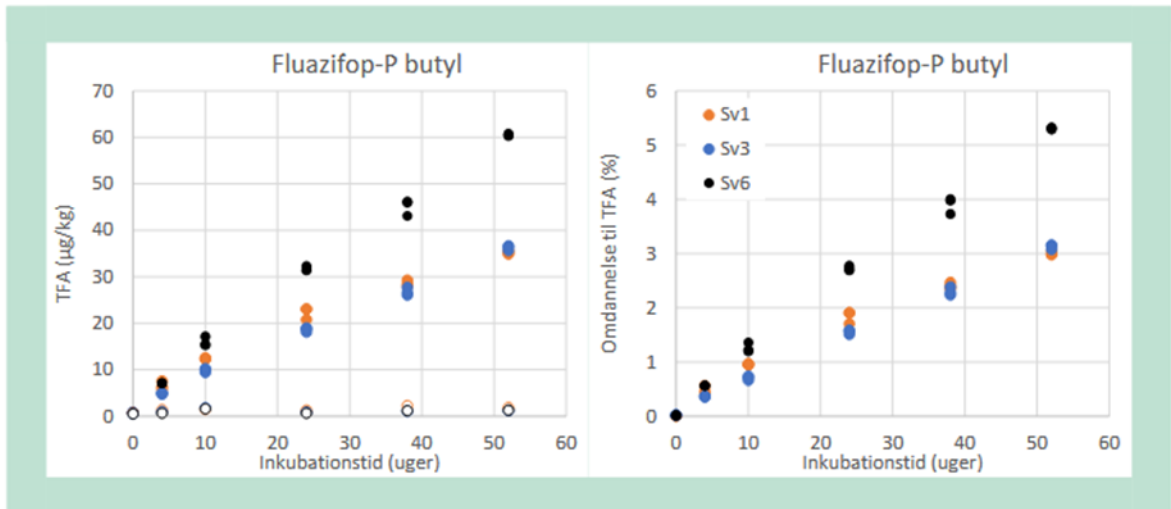 Fluazifop-P butyl
TFA (µg/kg)
70
60
50
40
30
20
10
0
0 10 20 30 40 50 60
Inkubationstid (uger)
Fluazifop-P butyl
Omdannelse til TFA (%)
6
5
4
3
2
1
0
Sv1
Sv3
Sv6
0 10 20 30 40 50 60
Inkubationstid (uger)